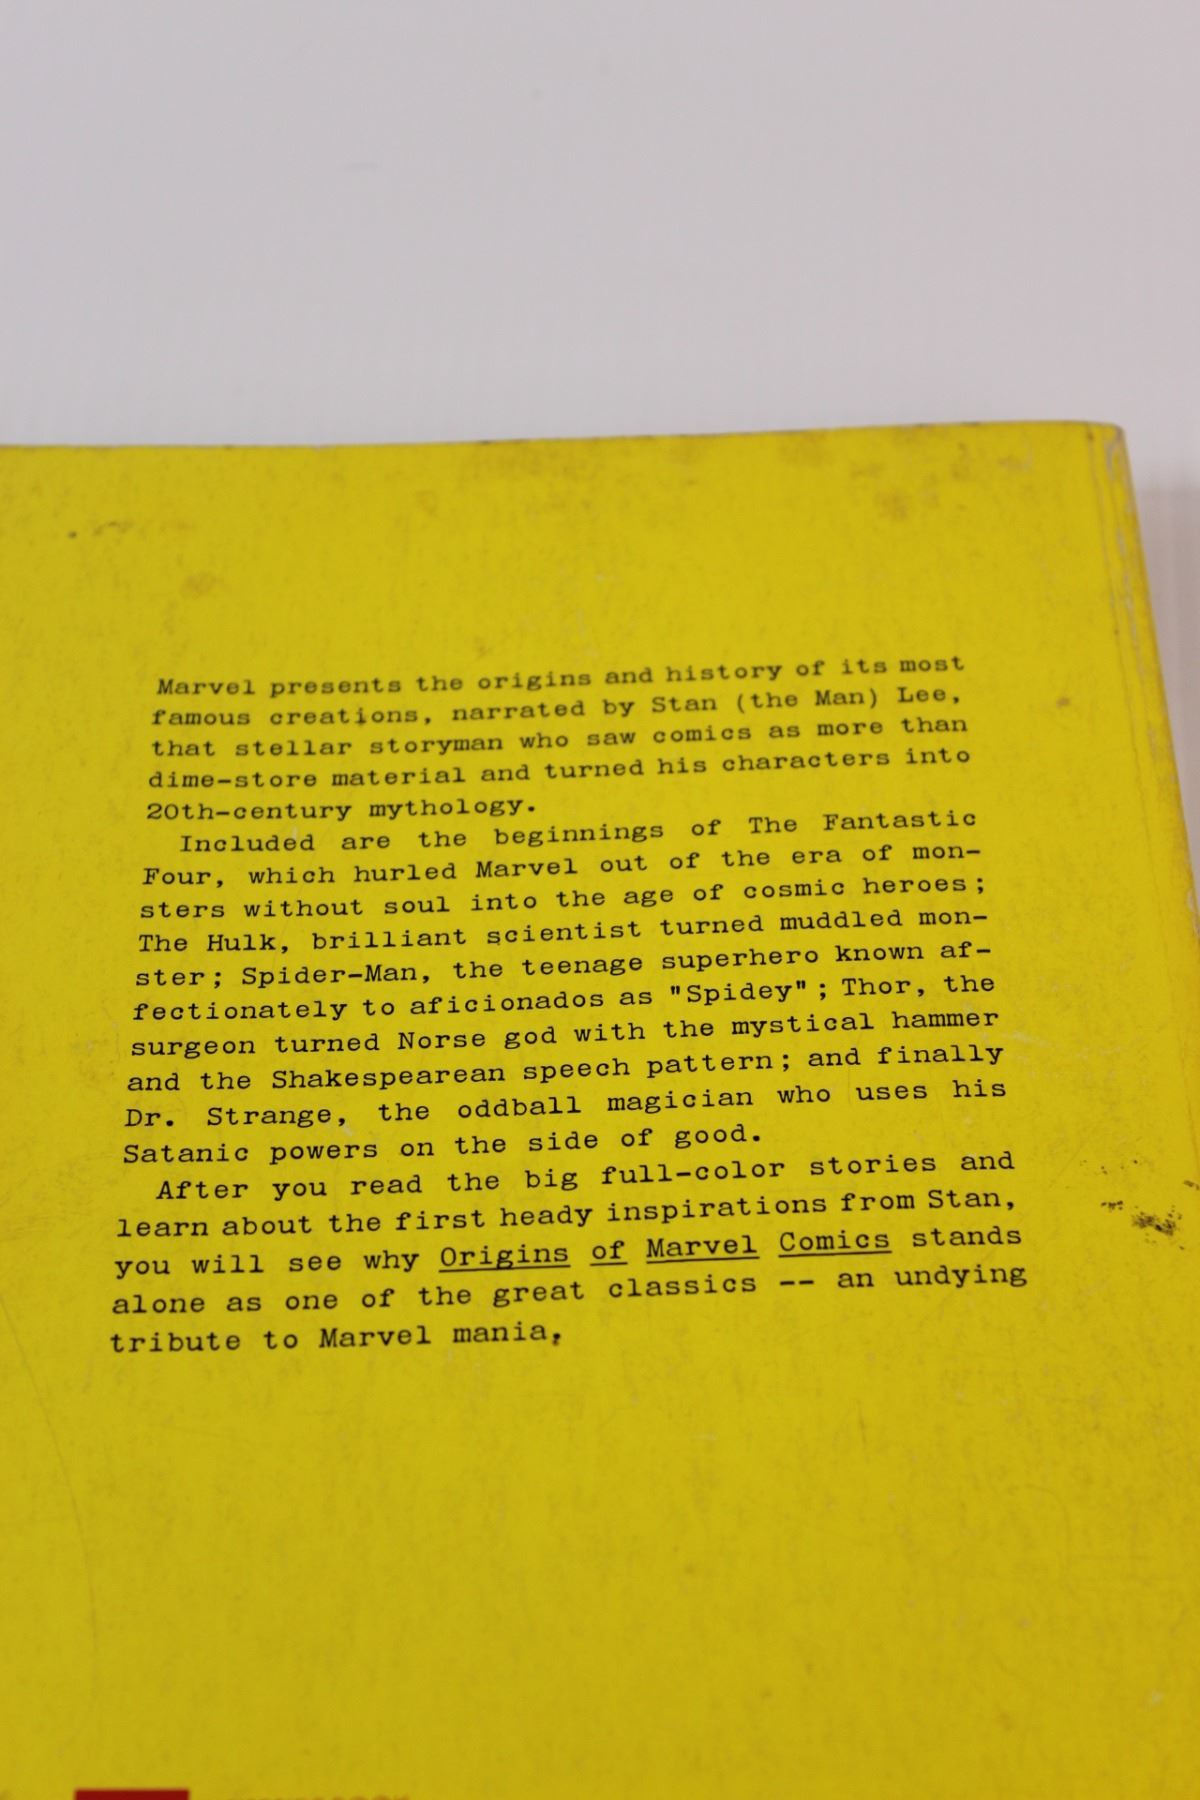 Marvel presents the origins and history of its most
famous creations, narrated by Stan (the Man) Lee,
that stellar storyman who saw comics as more than
dime-store material and turned his characters into
20th-century mythology.
Included are the beginnings of The Fantastic
Four, which hurled Marvel out of the era of mon-
sters without soul into the age of cosmic heroes;
The Hulk, brilliant scientist turned muddled mon-
ster; Spider-Man, the teenage superhero known af-
fectionately to aficionados as "Spidey"; Thor, the
surgeon turned Norse god with the mystical hammer
and the Shakespearean speech pattern; and finally
Dr. Strange, the oddball magician who uses his
Satanic powers on the side of good.
After you read the big full-color stories and
learn about the first heady inspirations from Stan,
you will see why Origins of Marvel Comics stands
alone as one of the great classics -- an undying
tribute to Marvel mania,